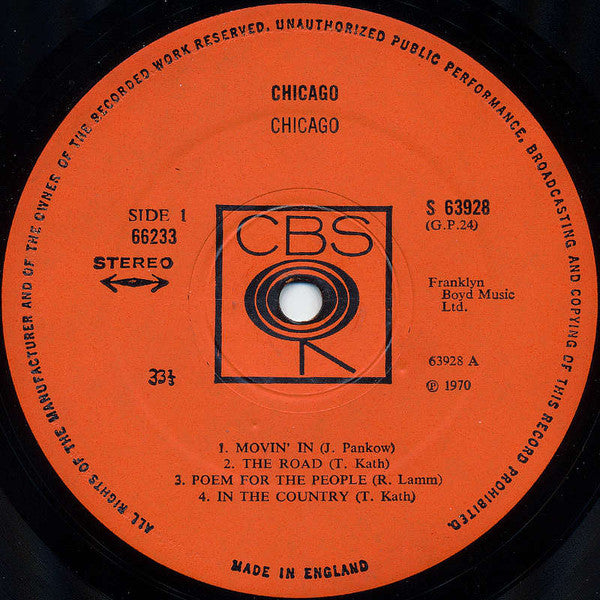 ALL RIGHTS OF THE MANUFACTURER AND OF THE OWNER OF THE RECORDED WORK RESERVED. UNAUTHORIZED PUBLIC PERFORMANCE, BROADCASTING AND COPYING OF THIS RECORD PROHIBITED.
CHICAGO
CHICAGO
SIDE 1
66233
STEREO
33⅓
CBS
S 63928
(G.P.24)
Franklyn
Boyd Music
Ltd.
63928 A
℗ 1970
1. MOVIN' IN (J. Pankow)
2. THE ROAD (T. Kath)
3. POEM FOR THE PEOPLE (R. Lamm)
4. IN THE COUNTRY (T. Kath)
MADE IN ENGLAND